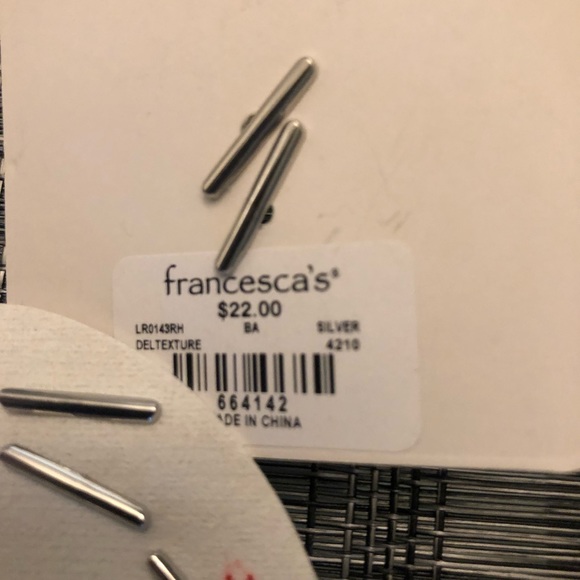 francesca's®
$22.00
LR0143RH BA SILVER
DELTEXTURE 4210
664142
ADE IN CHINA